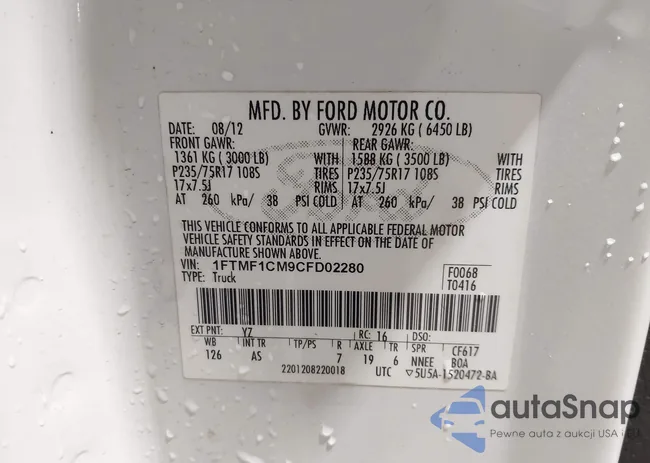 MFD. BY FORD MOTOR CO.
DATE: 08/12 GVWR: 2926 KG ( 6450 LB)
FRONT GAWR: REAR GAWR:
1361 KG ( 3000 LB) WITH 1588 KG ( 3500 LB) WITH
P235/75R17 108S TIRES P235/75R17 108S TIRES
17x7.5J RIMS 17x7.5J RIMS
AT 260 kPa/ 38 PSI COLD AT 260 kPa/ 38 PSI COLD
THIS VEHICLE CONFORMS TO ALL APPLICABLE FEDERAL MOTOR
VEHICLE SAFETY STANDARDS IN EFFECT ON THE DATE OF
MANUFACTURE SHOWN ABOVE.
VIN: 1FTMF1CM9CFD02280 F0068
TYPE: Truck T0416
EXT PNT: YZ RC: 16 DSO:
WB INT TR TP/PS R AXLE TR SPR CF617
126 AS 7 19 6 NNEE BOA
2201208220018 UTC ▽5U5A-1520472-BA
autaSnap
Pewne auta z aukcji USA i EU